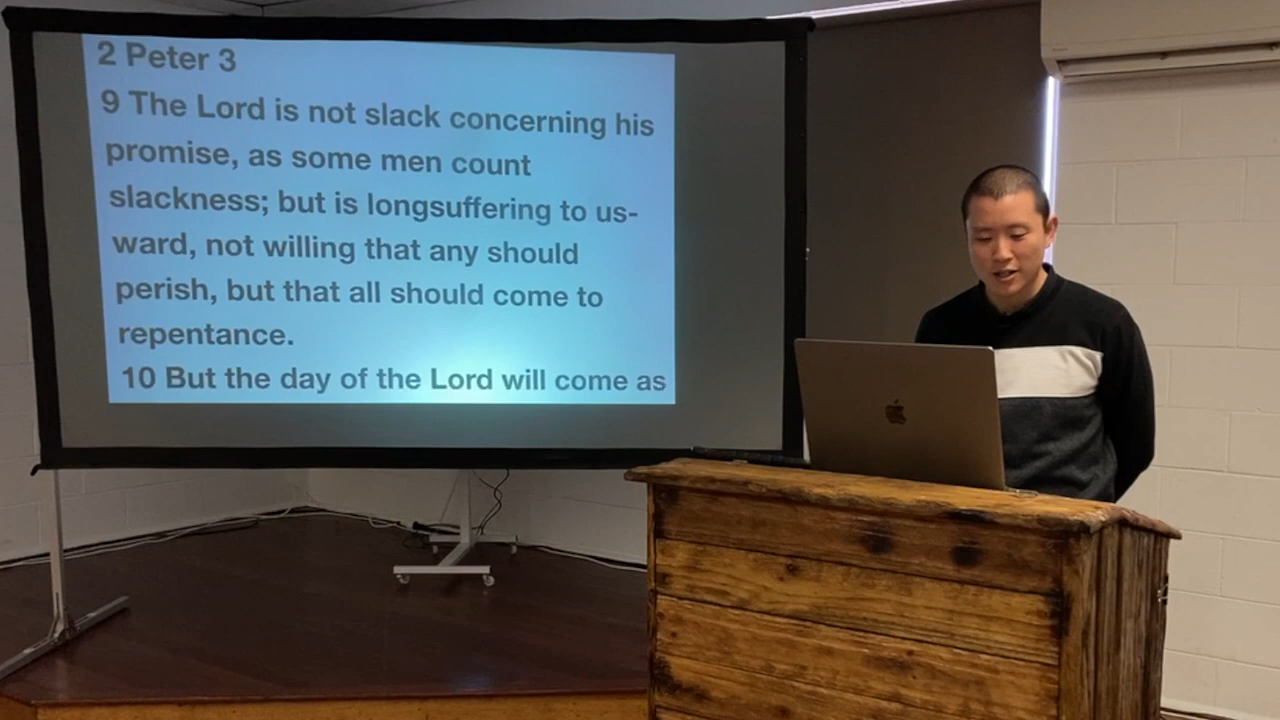 2 Peter 3
9 The Lord is not slack concerning his
promise, as some men count
slackness; but is longsuffering to us-
ward, not willing that any should
perish, but that all should come to
repentance.
10 But the day of the Lord will come as